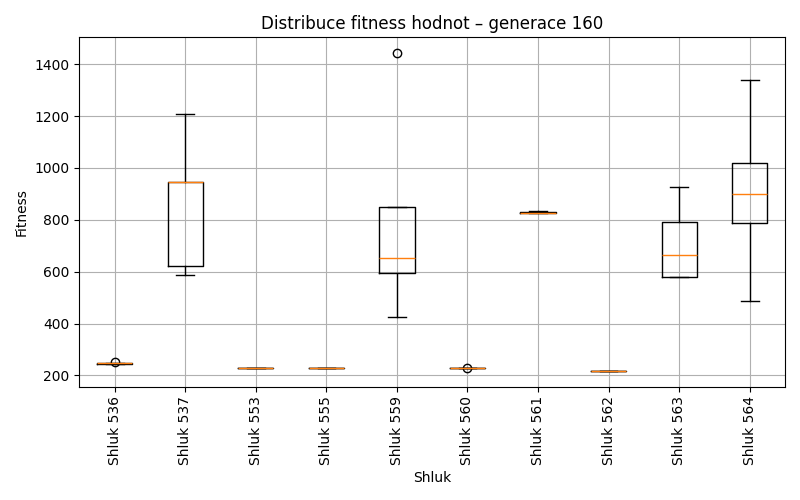 Distribuce fitness hodnot – generace 160
Fitness
1400
1200
1000
800
600
400
200
Shluk 536
Shluk 537
Shluk 553
Shluk 555
Shluk 559
Shluk 560
Shluk 561
Shluk 562
Shluk 563
Shluk 564
Shluk